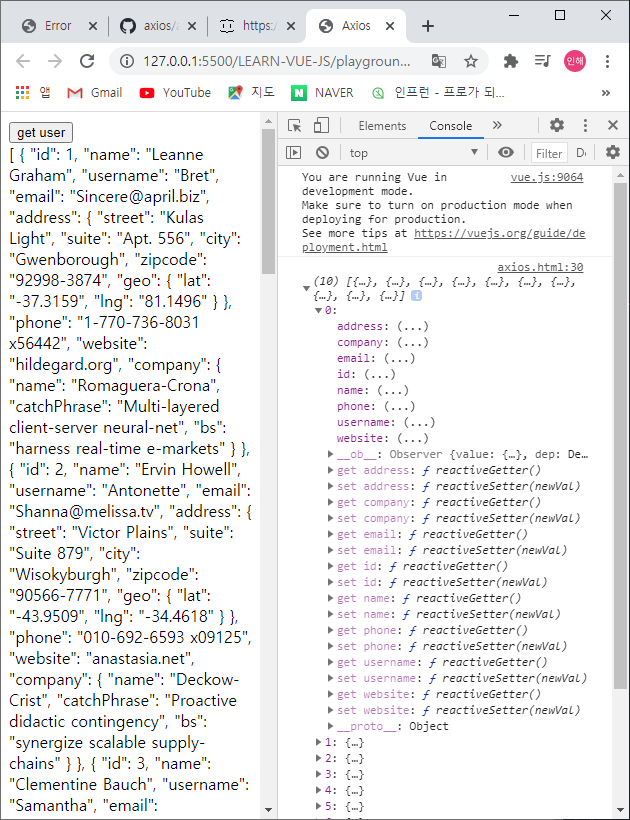 Error
axios/a
https:/
Axios
127.0.0.1:5500/LEARN-VUE-JS/playgroun...
인해
앱
Gmail
YouTube
지도
NAVER
인프런 - 프로가 되...
»
get user
[ { "id": 1, "name": "Leanne
Graham", "username": "Bret",
"email": "Sincere@april.biz",
"address": { "street": "Kulas
Light", "suite": "Apt. 556", "city":
"Gwenborough", "zipcode":
"92998-3874", "geo": { "lat":
"-37.3159", "lng": "81.1496" } },
"phone": "1-770-736-8031
x56442", "website":
"hildegard.org", "company": {
"name": "Romaguera-Crona",
"catchPhrase": "Multi-layered
client-server neural-net", "bs":
"harness real-time e-markets" } },
{ "id": 2, "name": "Ervin Howell",
"username": "Antonette", "email":
"Shanna@melissa.tv", "address": {
"street": "Victor Plains", "suite":
"Suite 879", "city":
"Wisokyburgh", "zipcode":
"90566-7771", "geo": { "lat":
"-43.9509", "lng": "-34.4618" } },
"phone": "010-692-6593 x09125",
"website": "anastasia.net",
"company": { "name": "Deckow-
Crist", "catchPhrase": "Proactive
didactic contingency", "bs":
"synergize scalable supply-
chains" } }, { "id": 3, "name":
"Clementine Bauch", "username":
"Samantha", "email":
Elements Console »
top Filter
You are running Vue in vue.js:9064
development mode.
Make sure to turn on production mode when
deploying for production.
See more tips at https://vuejs.org/guide/de
ployment.html
axios.html:30
(10) [{…}, {…}, {…}, {…}, {…}, {…}, {…},
{…}, {…}, {…}]
0:
address: (...)
company: (...)
email: (...)
id: (...)
name: (...)
phone: (...)
username: (...)
website: (...)
__ob__: Observer {value: {…}, dep: De…
get address: ƒ reactiveGetter()
set address: ƒ reactiveSetter(newVal)
get company: ƒ reactiveGetter()
set company: ƒ reactiveSetter(newVal)
get email: ƒ reactiveGetter()
set email: ƒ reactiveSetter(newVal)
get id: ƒ reactiveGetter()
set id: ƒ reactiveSetter(newVal)
get name: ƒ reactiveGetter()
set name: ƒ reactiveSetter(newVal)
get phone: ƒ reactiveGetter()
set phone: ƒ reactiveSetter(newVal)
get username: ƒ reactiveGetter()
set username: ƒ reactiveSetter(newVal)
get website: ƒ reactiveGetter()
set website: ƒ reactiveSetter(newVal)
__proto__: Object
1: {…}
2: {…}
3: {…}
4: {…}
5: {…}